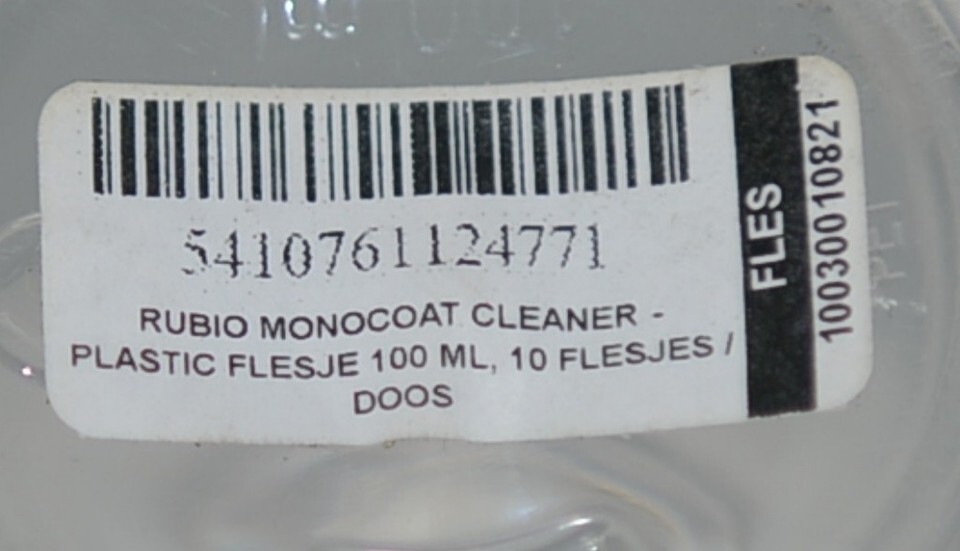 5410761124771
RUBIO MONOCOAT CLEANER -
PLASTIC FLESJE 100 ML, 10 FLESJES /
DOOS
FLES
10030010821